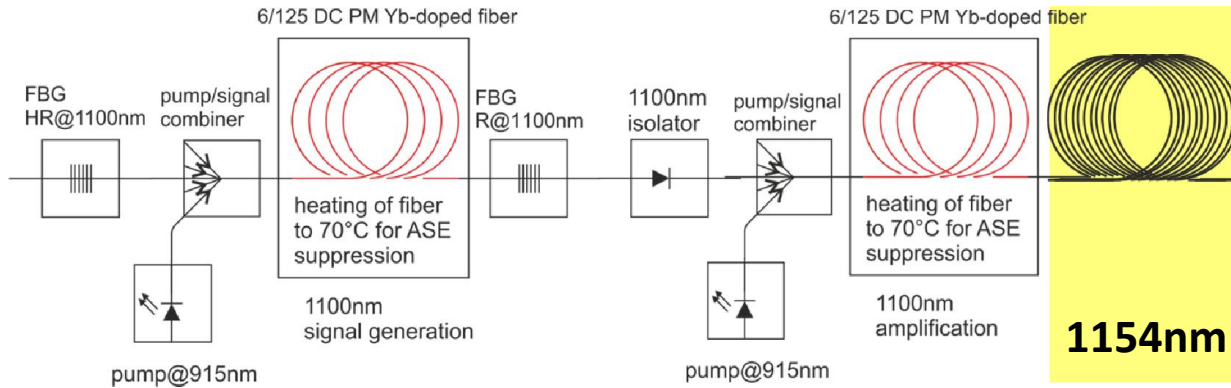 6/125 DC PM Yb-doped fiber
6/125 DC PM Yb-doped fiber
FBG
HR@1100nm
pump/signal
combiner
FBG
R@1100nm
1100nm
isolator
pump/signal
combiner
heating of fiber
to 70°C for ASE
suppression
heating of fiber
to 70°C for ASE
suppression
1100nm
signal generation
1100nm
amplification
1154nm
pump@915nm
pump@915nm